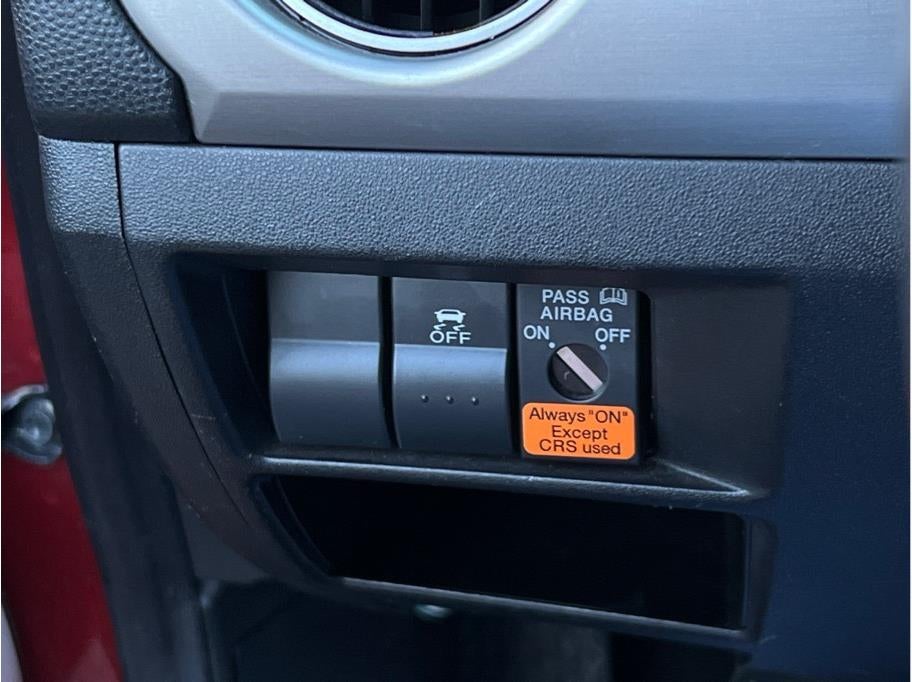 OFF
PASS
AIRBAG
ON OFF
Always "ON"
Except
CRS used